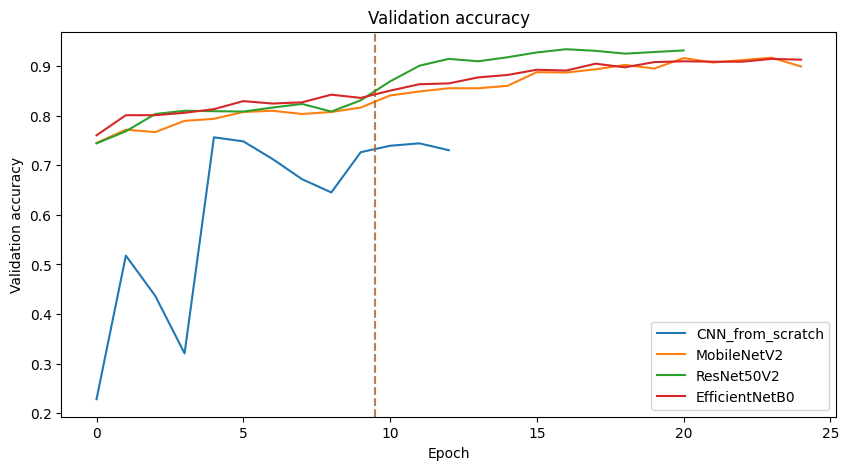 Validation accuracy
Validation accuracy
0.9
0.8
0.7
0.6
0.5
0.4
0.3
0.2
CNN_from_scratch
MobileNetV2
ResNet50V2
EfficientNetB0
0 5 10 15 20 25
Epoch